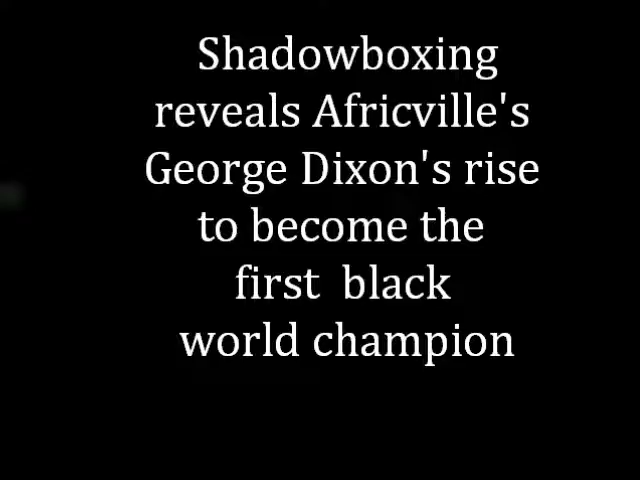 Shadowboxing
reveals Africville's
George Dixon's rise
to become the
first  black
world champion